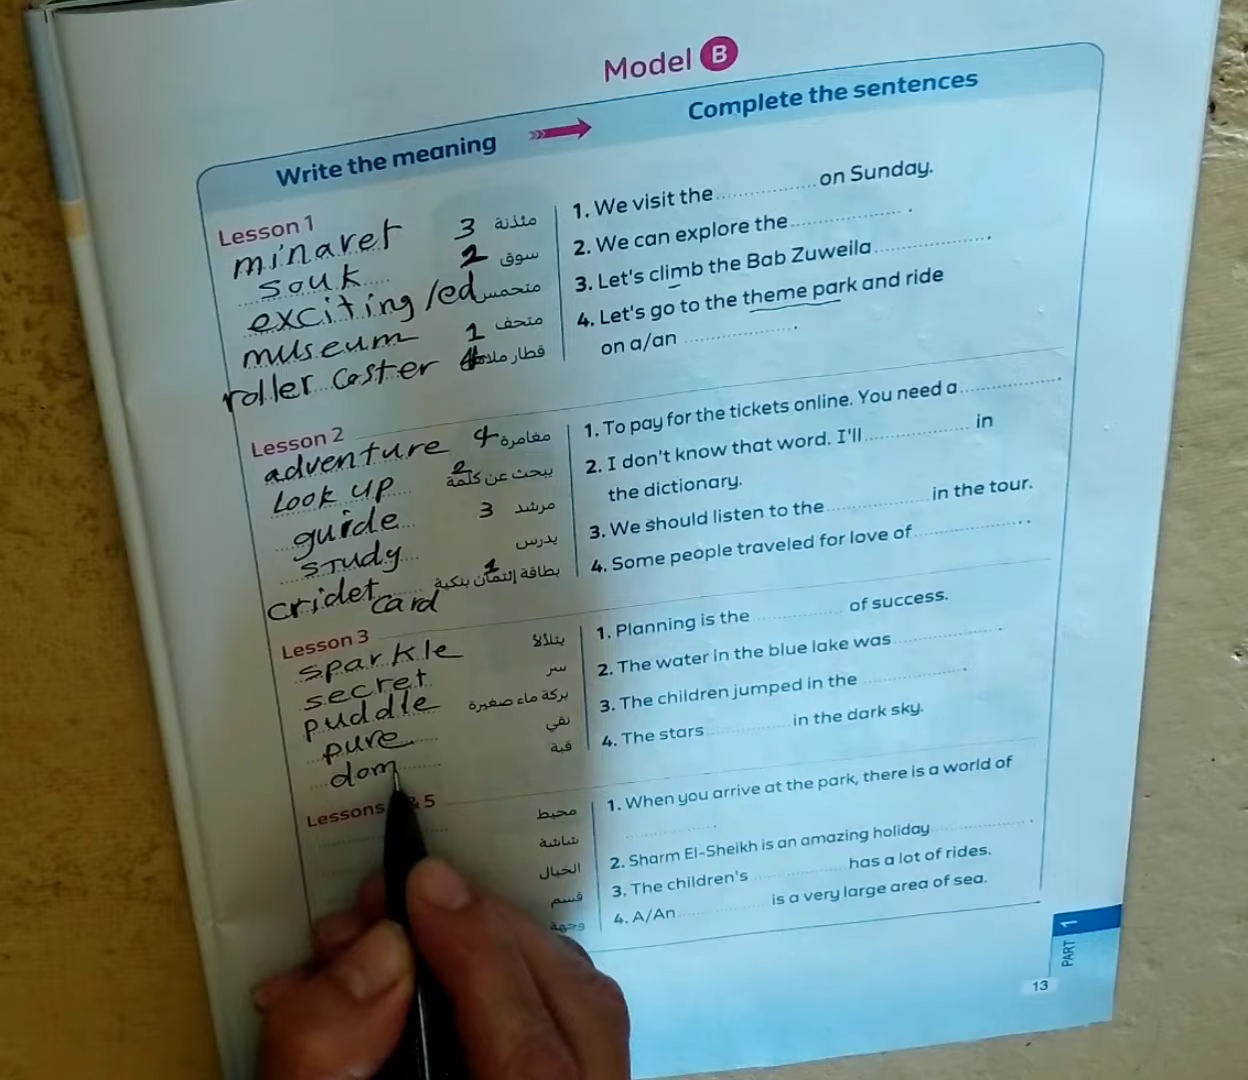 Model B
Write the meaning
Complete the sentences
Lesson 1
minaret 3 مئذنة
souk 2 سوق
exciting/ed متحمس
museum 1 متحف
roller coster 4 قطار ملاهي
1. We visit the ............ on Sunday.
2. We can explore the ............ .
3. Let's climb the Bab Zuweila ............ .
4. Let's go to the theme park and ride
on a/an ............ .
Lesson 2
adventure 4 مغامرة
look up 2 يبحث عن كلمة
guide 3 مرشد
study يدرس
cridet card 1 بطاقة إئتمان بنكية
1. To pay for the tickets online. You need a ............ .
2. I don't know that word. I'll ............ in
the dictionary.
3. We should listen to the ............ in the tour.
4. Some people traveled for love of ............ .
Lesson 3
sparkle يتلألأ
secret سر
puddle بركة ماء صغيرة
pure نقي
dom قبة
1. Planning is the ............ of success.
2. The water in the blue lake was ............ .
3. The children jumped in the ............ .
4. The stars ............ in the dark sky.
Lessons & 5
محيط
شاشة
الخيال
قسم
وجهة
1. When you arrive at the park, there is a world of
............ .
2. Sharm El-Sheikh is an amazing holiday ............ .
3. The children's ............ has a lot of rides.
4. A/An ............ is a very large area of sea.
PART 1
13